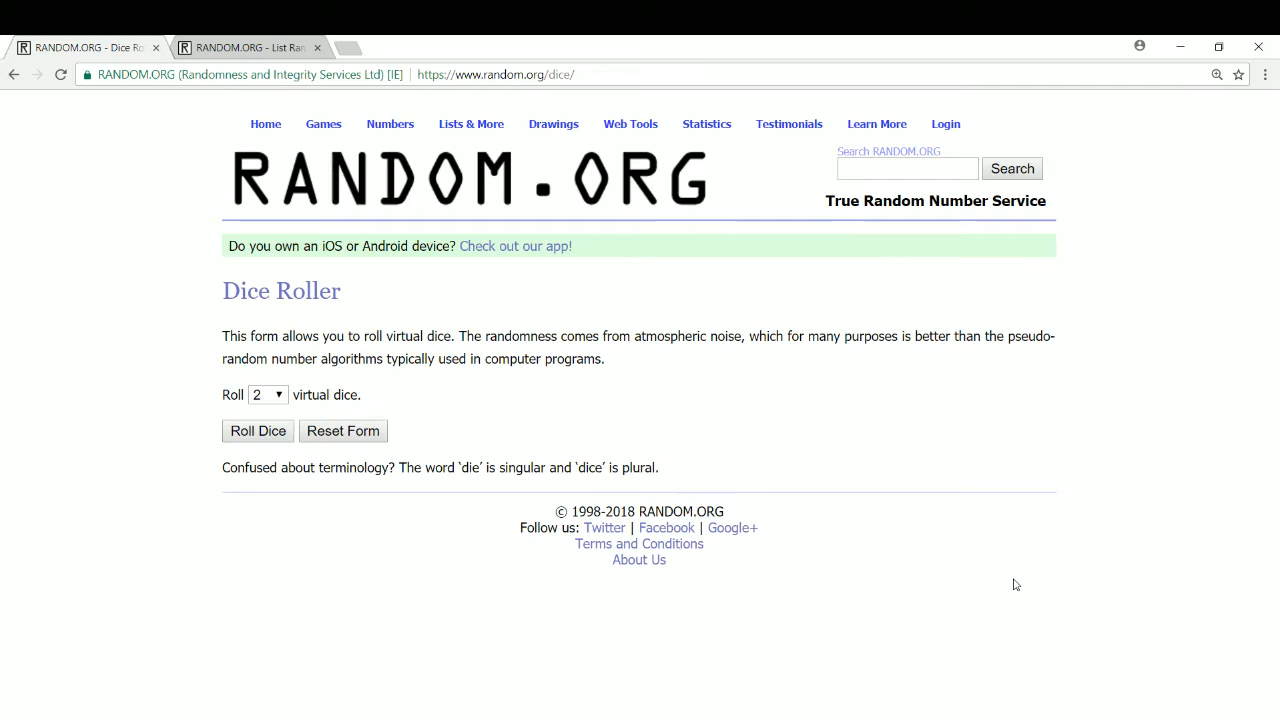 RANDOM.ORG - Dice Ro
RANDOM.ORG - List Ran
RANDOM.ORG (Randomness and Integrity Services Ltd) [IE] https://www.random.org/dice/
Home Games Numbers Lists & More Drawings Web Tools Statistics Testimonials Learn More Login
RANDOM.ORG
Search RANDOM.ORG
Search
True Random Number Service
Do you own an iOS or Android device? Check out our app!
Dice Roller
This form allows you to roll virtual dice. The randomness comes from atmospheric noise, which for many purposes is better than the pseudo-
random number algorithms typically used in computer programs.
Roll 2 virtual dice.
Roll Dice Reset Form
Confused about terminology? The word ‘die’ is singular and ‘dice’ is plural.
© 1998-2018 RANDOM.ORG
Follow us: Twitter | Facebook | Google+
Terms and Conditions
About Us